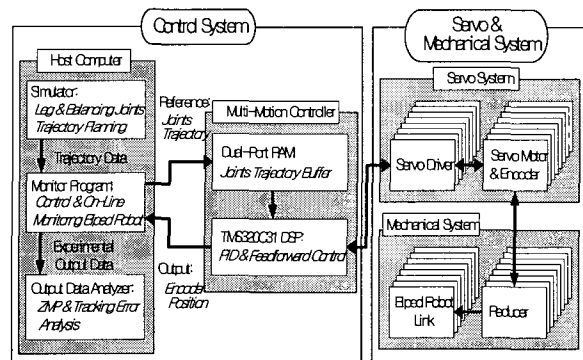 Control System
Servo &
Mechanical System
Host Computer
Simulator:
Leg & Balancing Joints
Trajectory Planning
Trajectory Data
Monitor Program:
Control & On-Line
Monitoring Biped Robot
Experimental
Output Data
Output Data Analyzer:
ZMP & Tracking Error
Analysis
Reference:
Joints
Trajectory
Output:
Encoder
Position
Multi-Motion Controller
Dual-Port RAM
Joints Trajectory Buffer
TMS320C31 DSP:
PID & Feedforward Control
Servo System
Servo Driver
Servo Motor
& Encoder
Mechanical System
Biped Robot
Link
Reducer